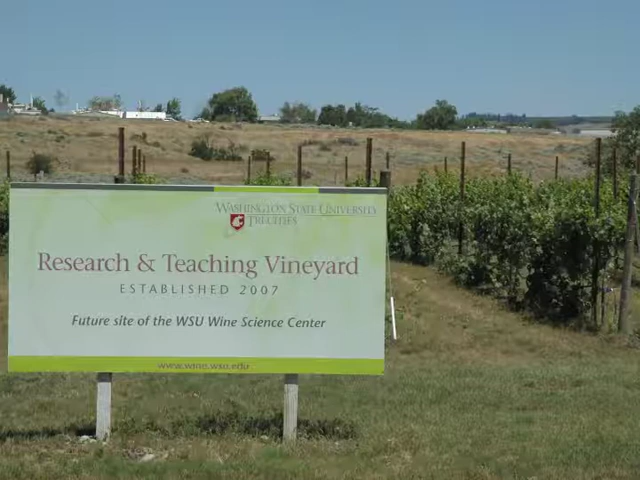 WASHINGTON STATE UNIVERSITY
TRI-CITIES
Research & Teaching Vineyard
ESTABLISHED 2007
Future site of the WSU Wine Science Center
www.wine.wsu.edu